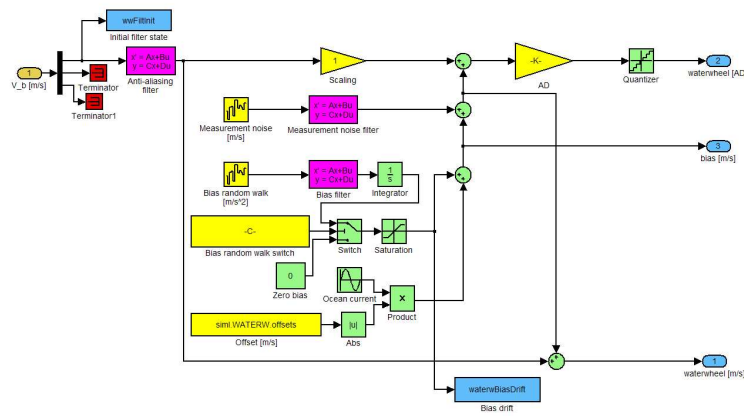 wwFiltInit
Initial filter state
1
V_b [m/s]
Terminator
Terminator1
x' = Ax+Bu
y = Cx+Du
Anti-aliasing
filter
1
Scaling
-K-
AD
Quantizer
2
waterwheel [AD
Measurement noise
[m/s]
x' = Ax+Bu
y = Cx+Du
Measurement noise filter
3
bias [m/s]
Bias random walk
[m/s^2]
x' = Ax+Bu
y = Cx+Du
Bias filter
1
s
Integrator
-C-
Bias random walk switch
Switch
Saturation
0
Zero bias
Ocean current
x
Product
siml.WATERW.offsets
Offset [m/s]
|u|
Abs
1
waterwheel [m/s]
waterwBiasDrift
Bias drift